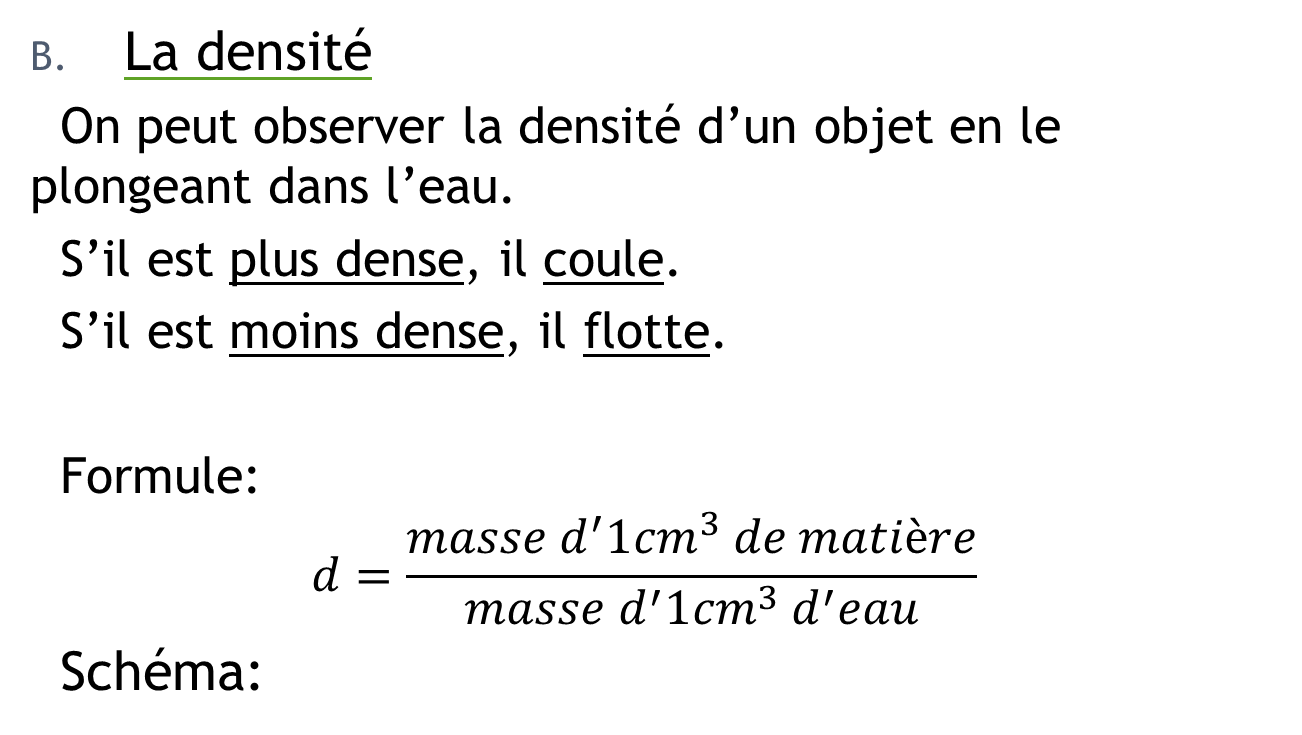 B. La densité
On peut observer la densité d’un objet en le
plongeant dans l’eau.
S’il est plus dense, il coule.
S’il est moins dense, il flotte.
Formule:
d = masse d′1cm³ de matière / masse d′1cm³ d′eau
Schéma: